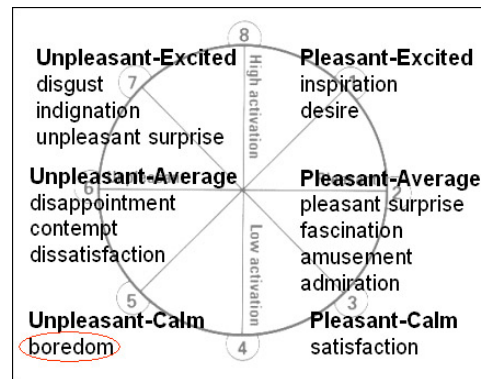 8
Unpleasant-Excited
7
disgust
indignation
unpleasant surprise
High activation
Pleasant-Excited
1
inspiration
desire
Unpleasant-Average
6
disappointment
contempt
dissatisfaction
Pleasant-Average
2
pleasant surprise
fascination
amusement
admiration
Low activation
5
Unpleasant-Calm
boredom
4
3
Pleasant-Calm
satisfaction